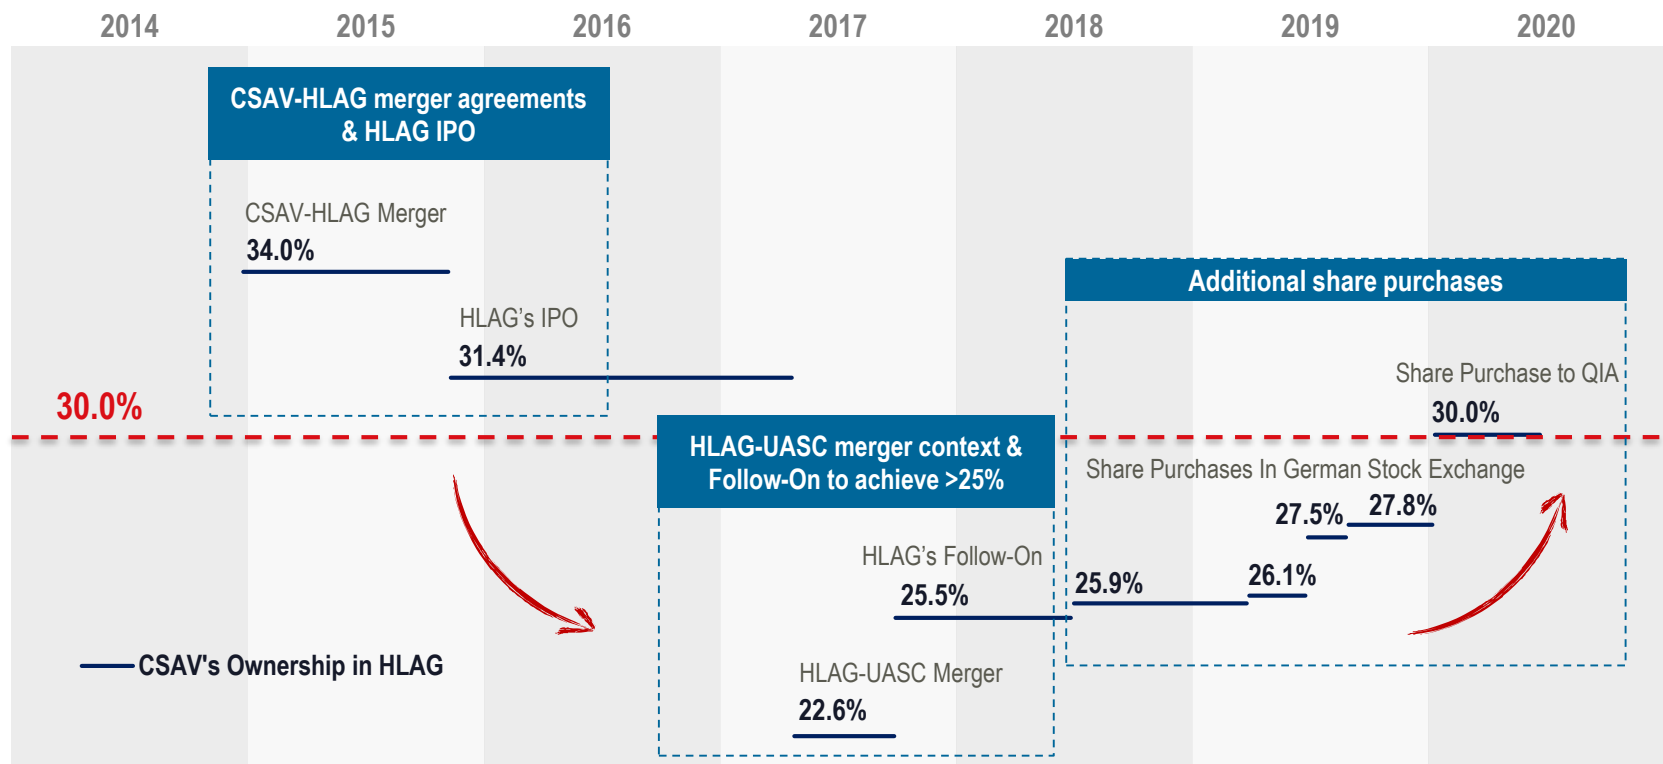 2014 2015 2016 2017 2018 2019 2020
CSAV-HLAG merger agreements
& HLAG IPO
CSAV-HLAG Merger
34.0%
HLAG's IPO
31.4%
30.0%
HLAG-UASC merger context &
Follow-On to achieve >25%
HLAG's Follow-On
25.5%
HLAG-UASC Merger
22.6%
Additional share purchases
Share Purchase to QIA
30.0%
Share Purchases In German Stock Exchange
27.5% 27.8%
25.9% 26.1%
CSAV's Ownership in HLAG